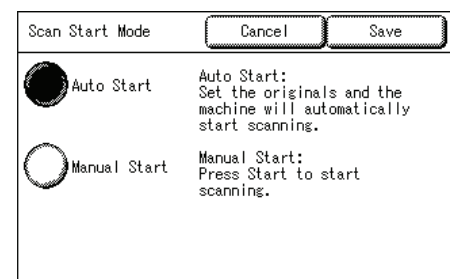 Scan Start Mode
Cancel
Save
Auto Start
Auto Start:
Set the originals and the
machine will automatically
start scanning.
Manual Start
Manual Start:
Press Start to start
scanning.